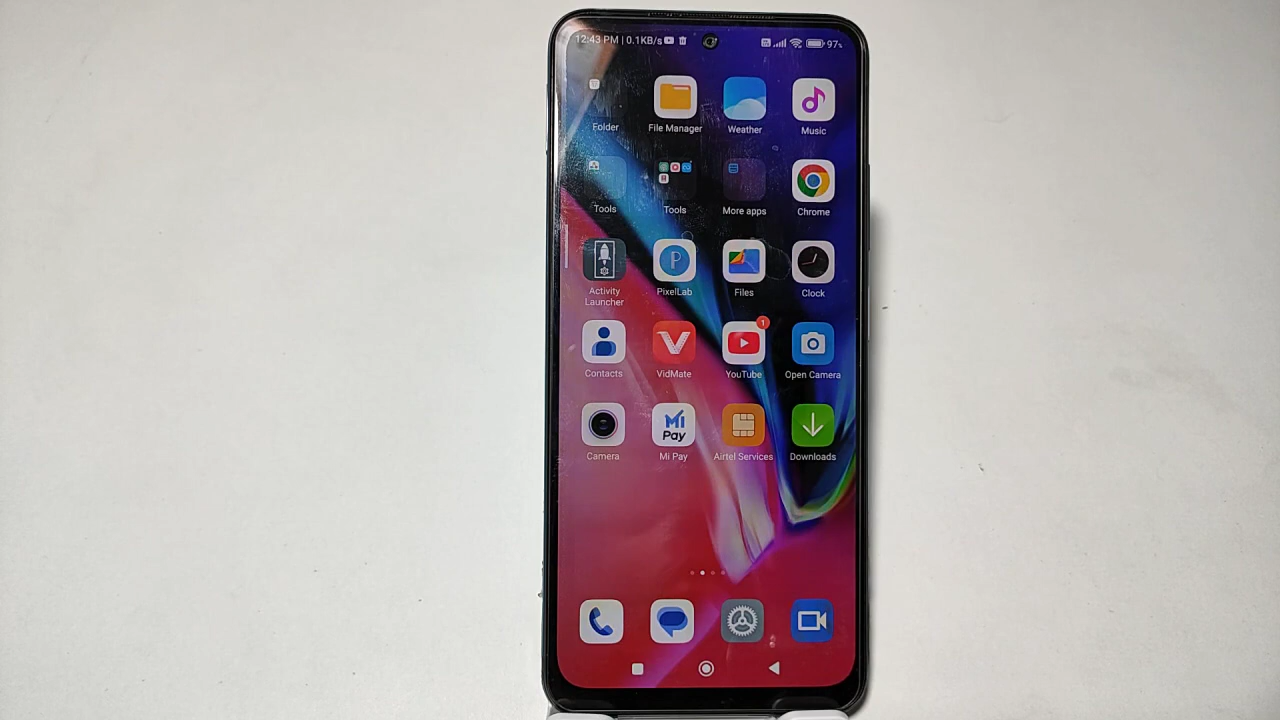 12:43 PM | 0.1KB/s 97%
Folder File Manager Weather Music
Tools Tools More apps Chrome
P
Activity Launcher PixelLab Files Clock
1
Contacts VidMate YouTube Open Camera
Mi Pay
Camera Mi Pay Airtel Services Downloads